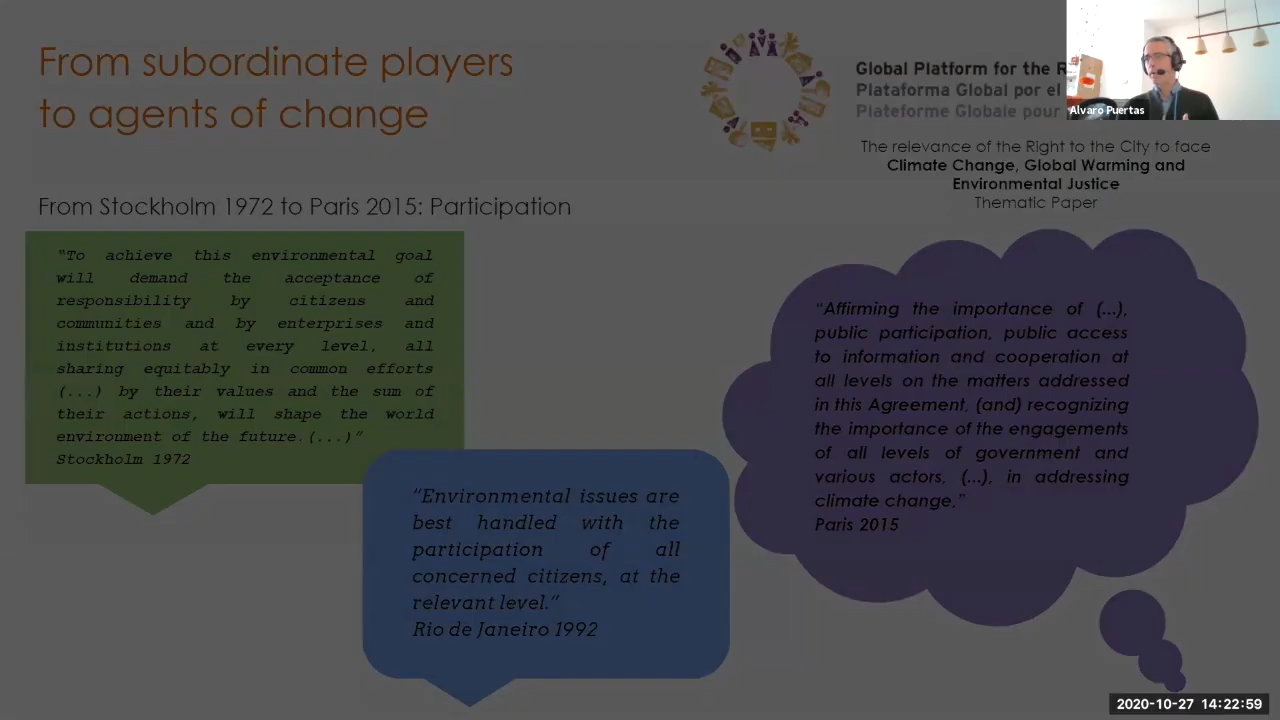 From subordinate players
to agents of change
Global Platform for the R
Plataforma Global por el
Plateforme Globale pour
Alvaro Puertas
The relevance of the Right to the City to face
Climate Change, Global Warming and
Environmental Justice
Thematic Paper
From Stockholm 1972 to Paris 2015: Participation
"To achieve this environmental goal
will demand the acceptance of
responsibility by citizens and
communities and by enterprises and
institutions at every level, all
sharing equitably in common efforts
(...) by their values and the sum of
their actions, will shape the world
environment of the future.(...)"
Stockholm 1972
"Environmental issues are
best handled with the
participation of all
concerned citizens, at the
relevant level."
Rio de Janeiro 1992
"Affirming the importance of (...),
public participation, public access
to information and cooperation at
all levels on the matters addressed
in this Agreement, (and) recognizing
the importance of the engagements
of all levels of government and
various actors, (...), in addressing
climate change,"
Paris 2015
2020-10-27 14:22:59